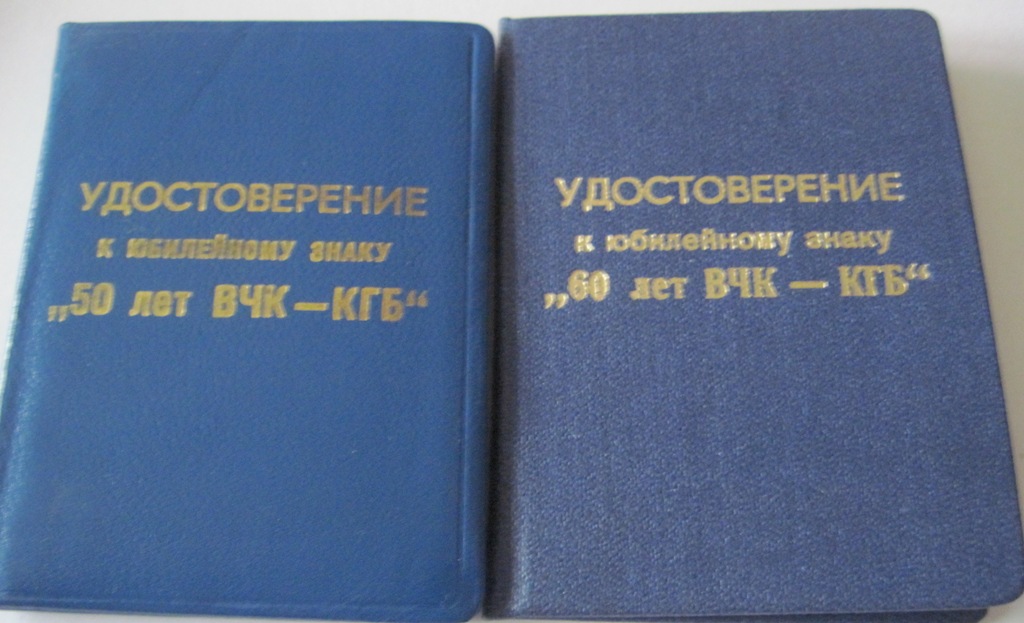 УДОСТОВЕРЕНИЕ
к юбилейному знаку
„50 лет ВЧК — КГБ“
УДОСТОВЕРЕНИЕ
к юбилейному знаку
„60 лет ВЧК — КГБ“